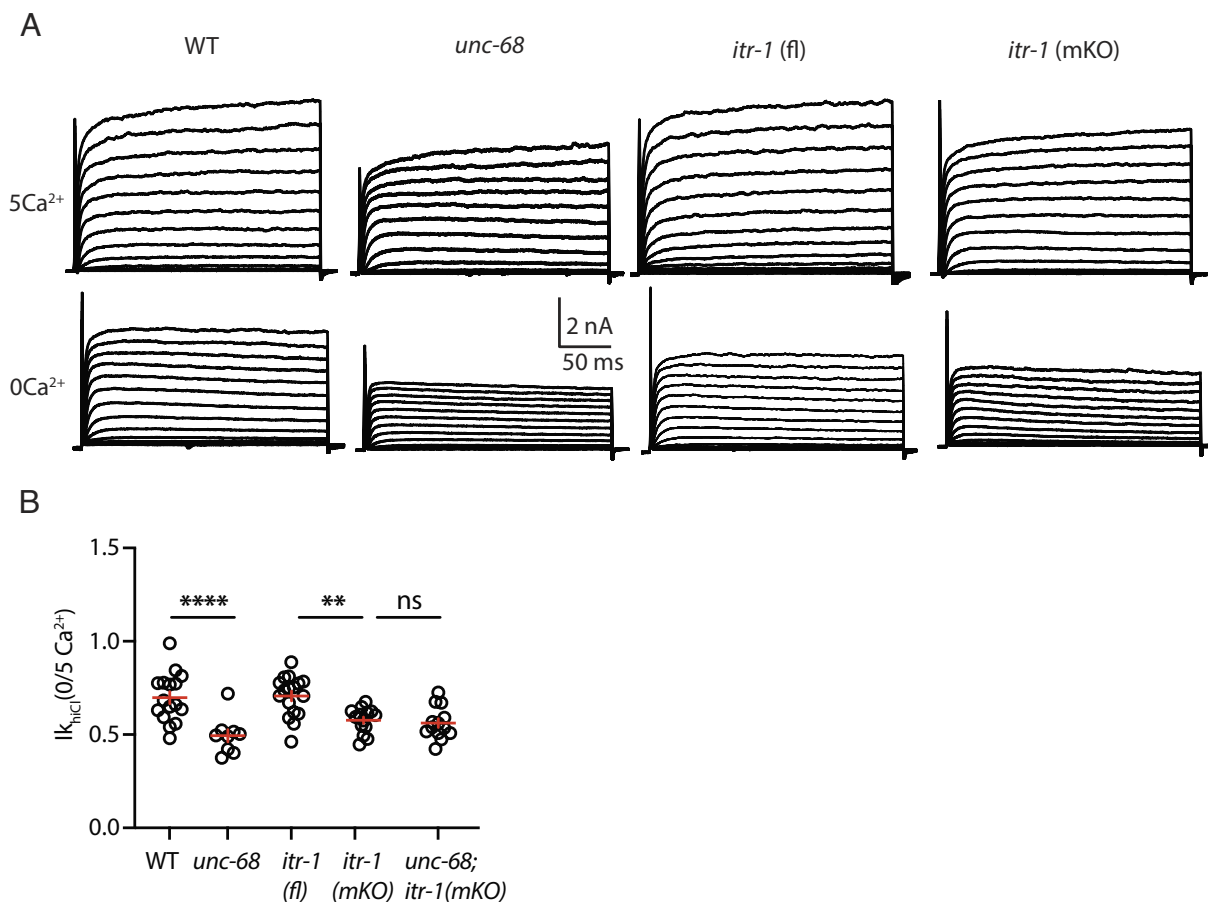 A
WT unc-68 itr-1 (fl) itr-1 (mKO)
5Ca²⁺
2 nA
50 ms
0Ca²⁺
B
Ik_hiCl(0/5 Ca²⁺)
1.5
1.0
0.5
0.0
**** ** ns
WT unc-68 itr-1 itr-1 unc-68;
(fl) (mKO) itr-1(mKO)